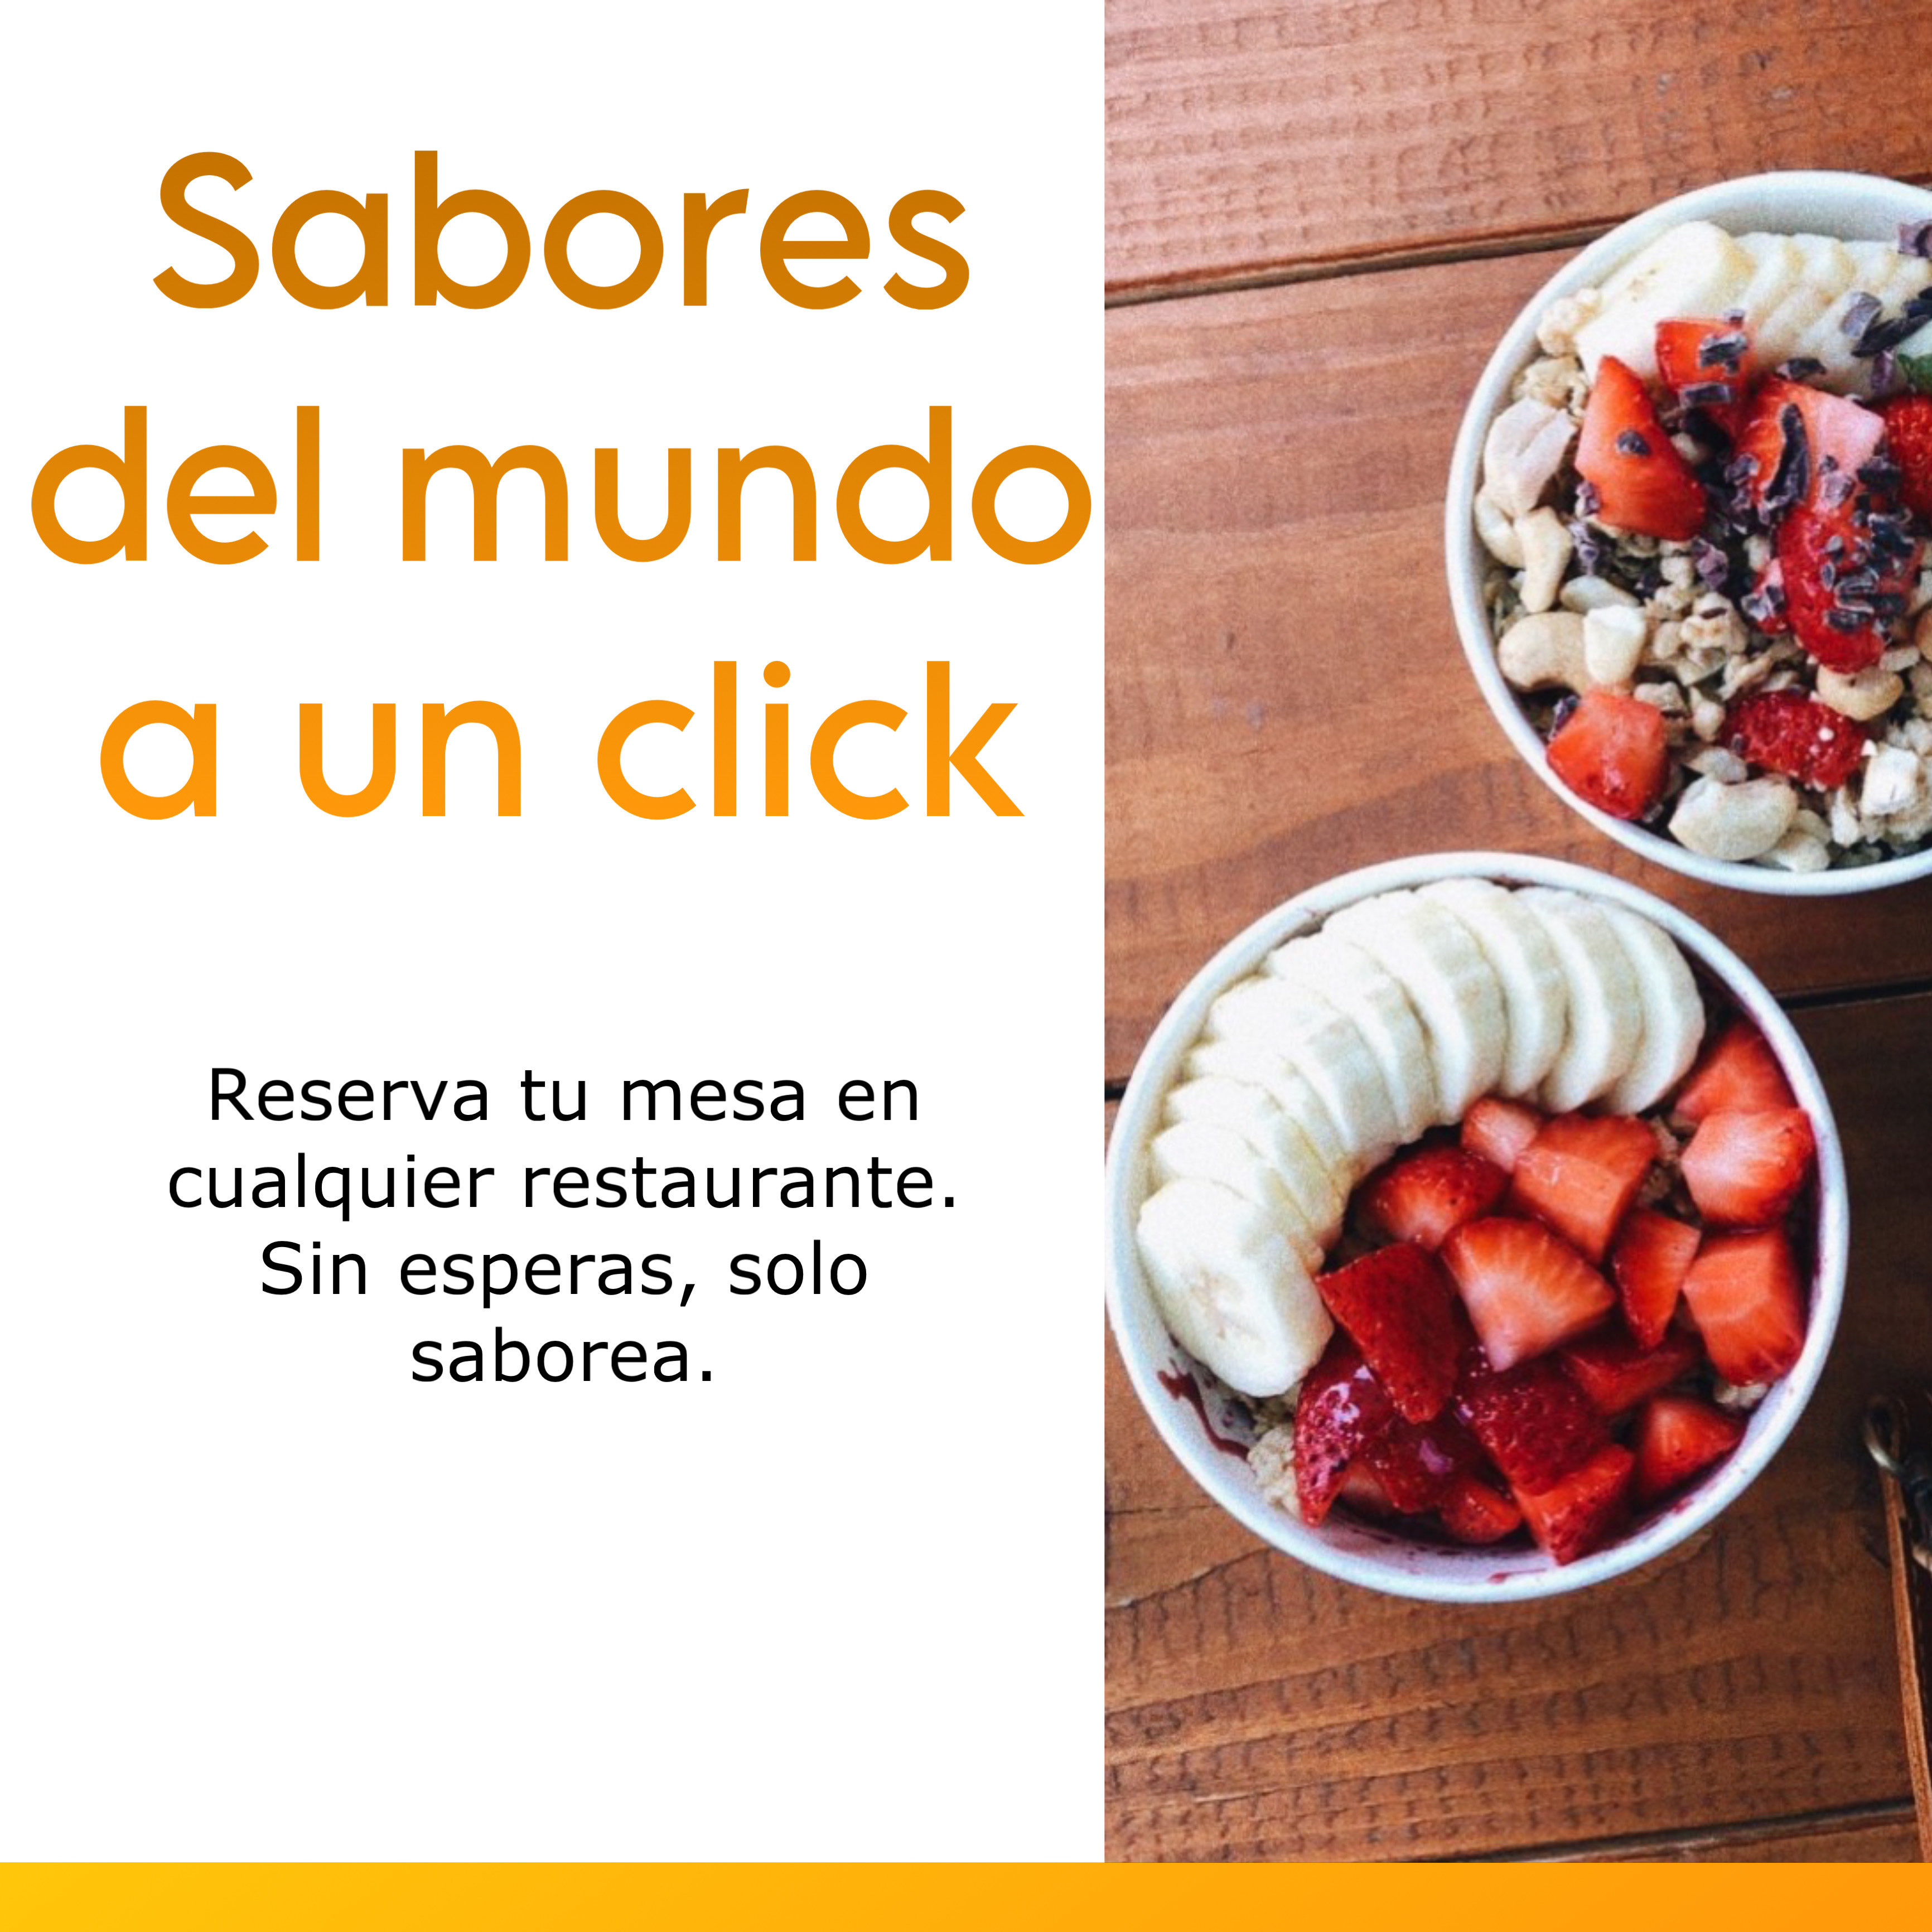 Sabores
del mundo
a un click
Reserva tu mesa en
cualquier restaurante.
Sin esperas, solo
saborea.